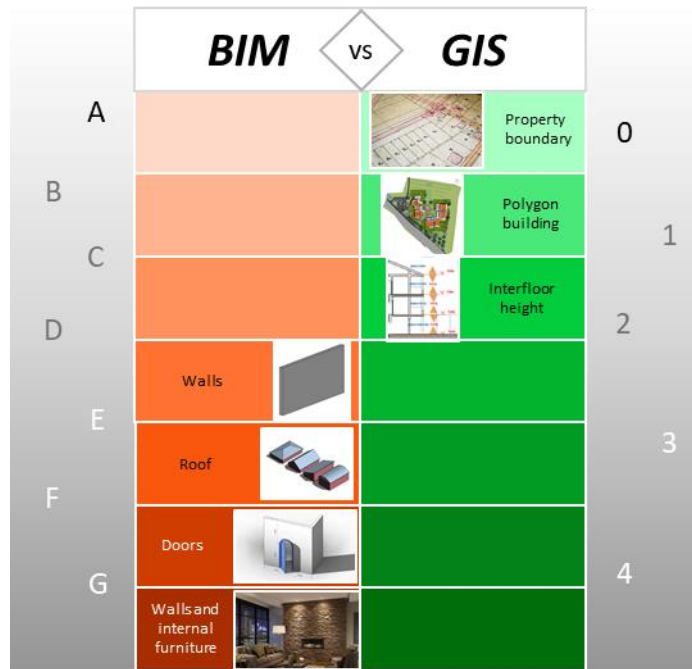 BIM vs GIS
A
Property
boundary
0
B
Polygon
building
1
C
Interfloor
height
D
2
Walls
E
Roof
3
F
Doors
G
4
Walls and
internal
furniture